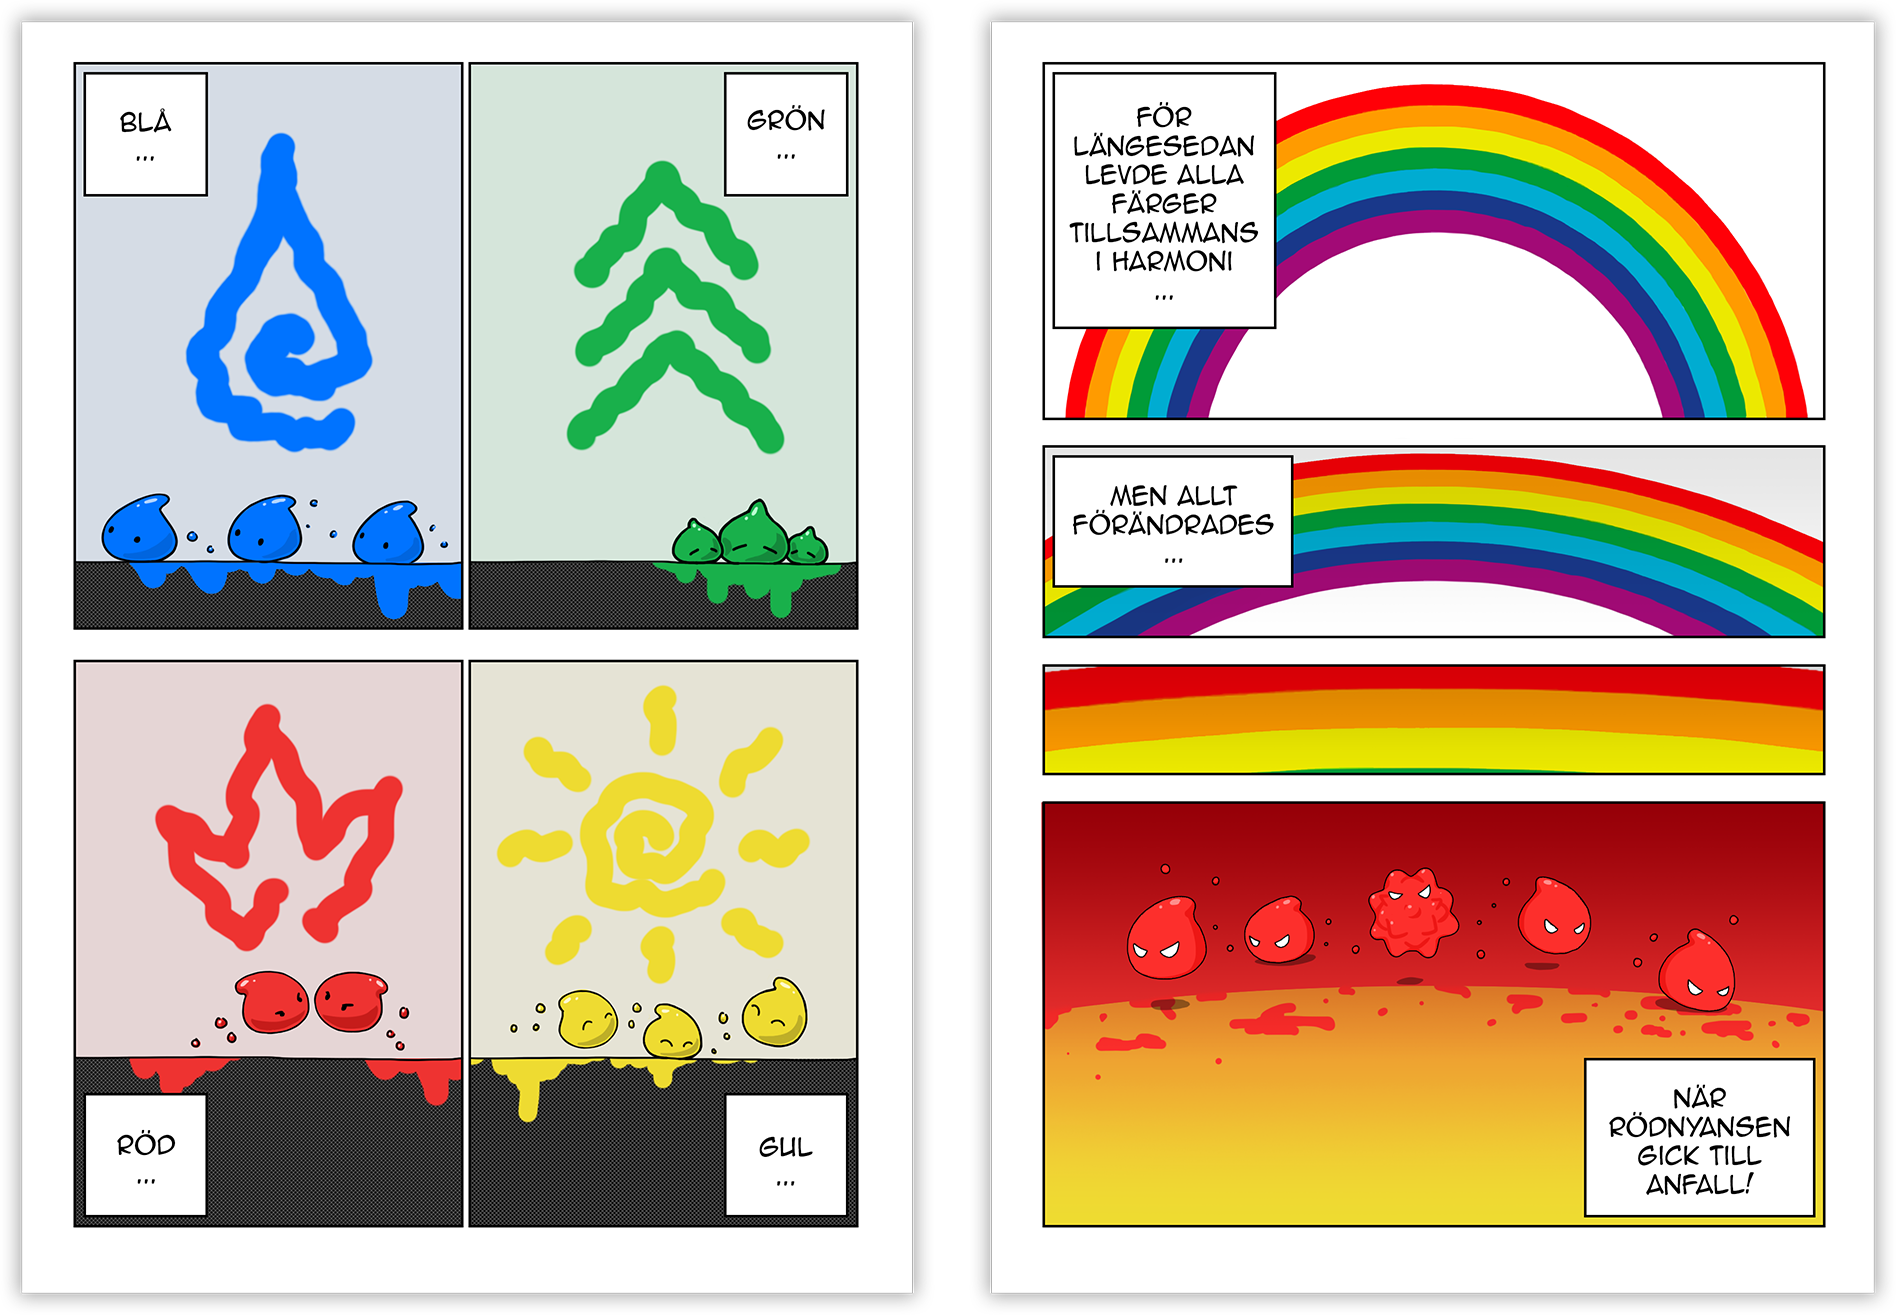 BLÅ
...
GRÖN
...
RÖD
...
GUL
...
FÖR
LÄNGESEDAN
LEVDE ALLA
FÄRGER
TILLSAMMANS
I HARMONI
...
MEN ALLT
FÖRÄNDRADES
...
NÄR
RÖDNYANSEN
GICK TILL
ANFALL!